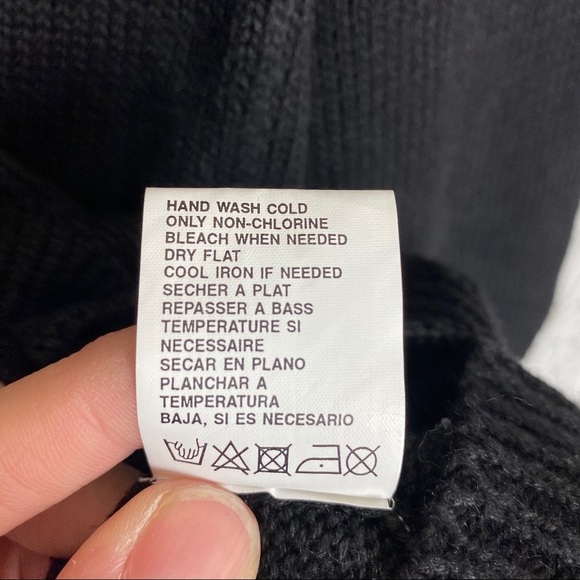 HAND WASH COLD
ONLY NON-CHLORINE
BLEACH WHEN NEEDED
DRY FLAT
COOL IRON IF NEEDED
SECHER A PLAT
REPASSER A BASS
TEMPERATURE SI
NECESSAIRE
SECAR EN PLANO
PLANCHAR A
TEMPERATURA
BAJA, SI ES NECESARIO